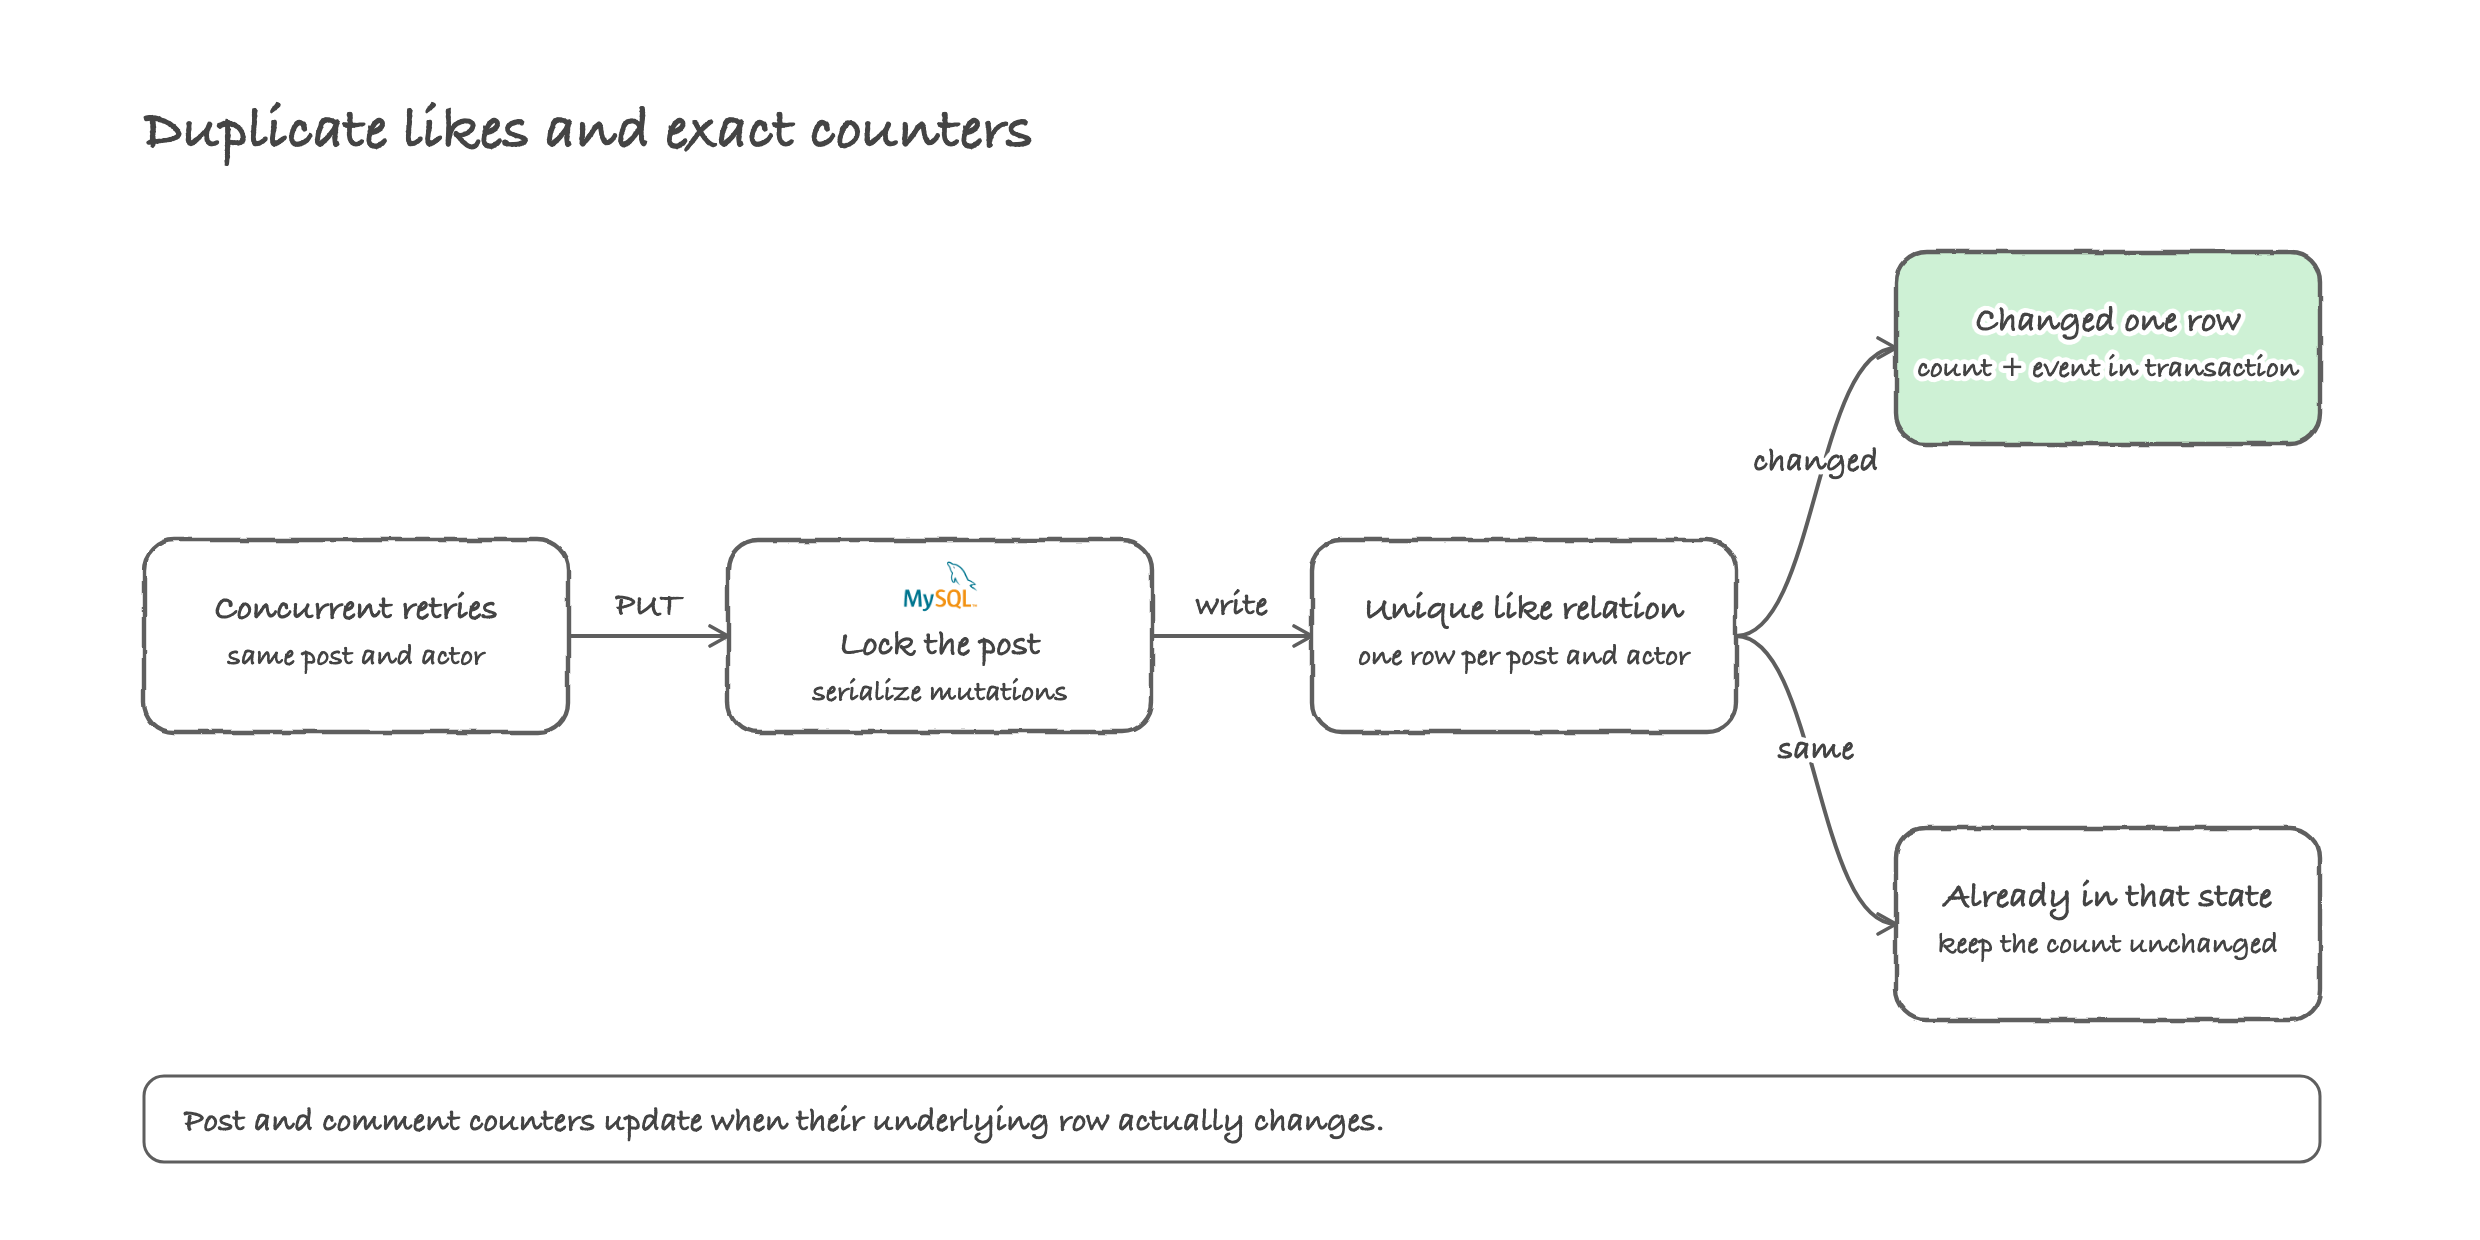 Duplicate likes and exact counters
Changed one row
count + event in transaction
changed
Concurrent retries
same post and actor
PUT
MySQL
Lock the post
serialize mutations
write
Unique like relation
one row per post and actor
same
Already in that state
keep the count unchanged
Post and comment counters update when their underlying row actually changes.